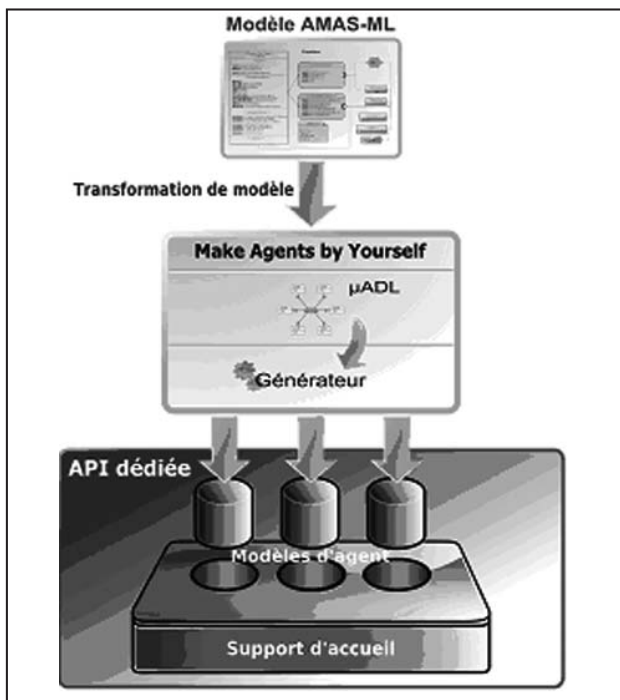 Modèle AMAS-ML
Transformation de modèle
Make Agents by Yourself
µADL
Générateur
API dédiée
Modèles d'agent
Support d'accueil